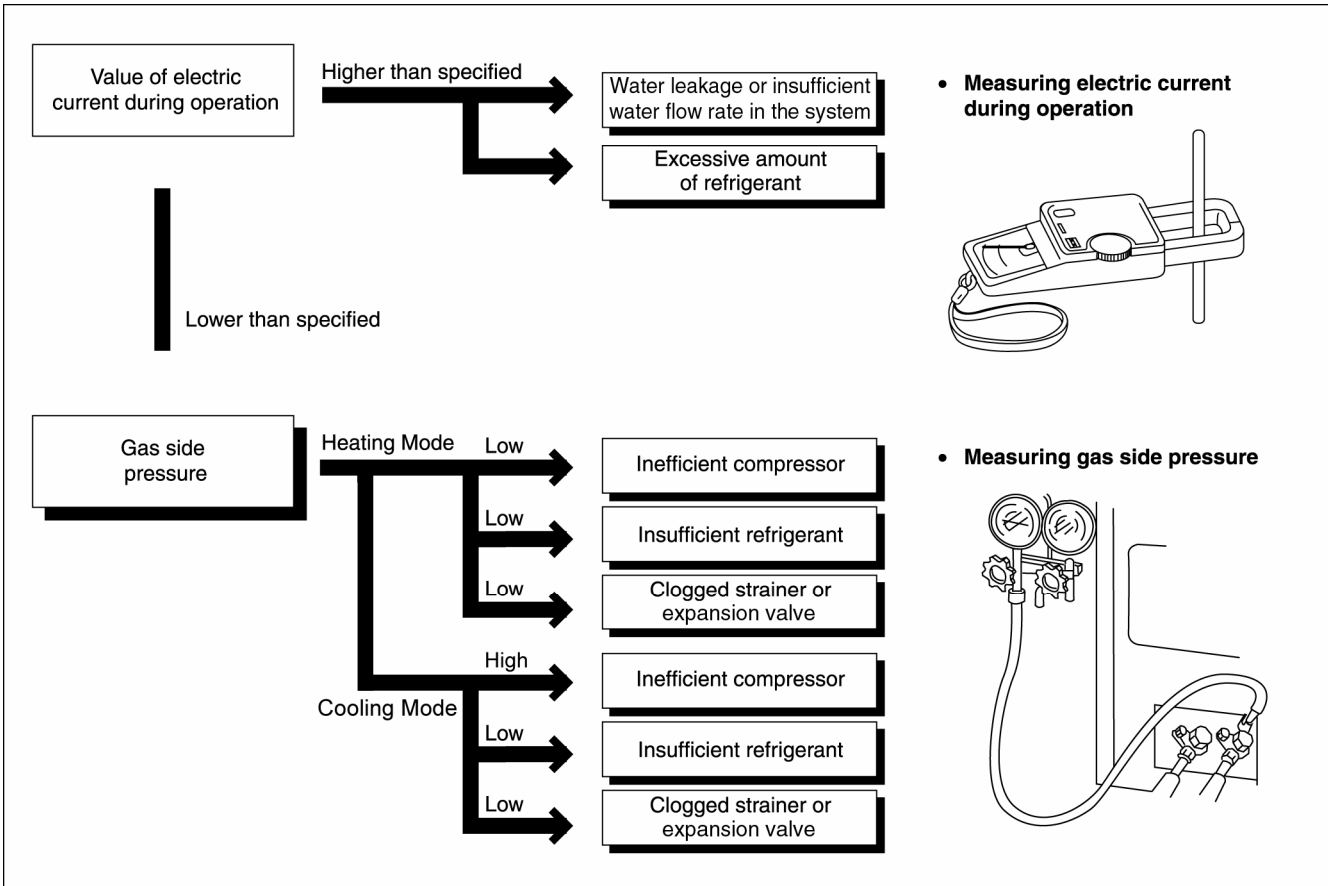 Value of electric
current during operation
Higher than specified
Water leakage or insufficient
water flow rate in the system
Excessive amount
of refrigerant
• Measuring electric current
during operation
Lower than specified
Gas side
pressure
Heating Mode
Low
Inefficient compressor
Low
Insufficient refrigerant
Low
Clogged strainer or
expansion valve
High
Inefficient compressor
Cooling Mode
Low
Insufficient refrigerant
Low
Clogged strainer or
expansion valve
• Measuring gas side pressure